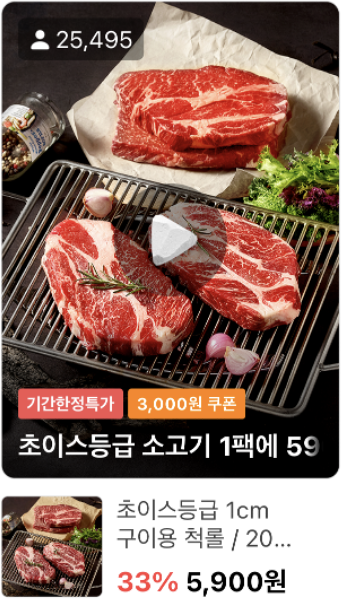 25,495
기간한정특가 3,000원 쿠폰
초이스등급 소고기 1팩에 59
초이스등급 1cm
구이용 척롤 / 20...
33% 5,900원